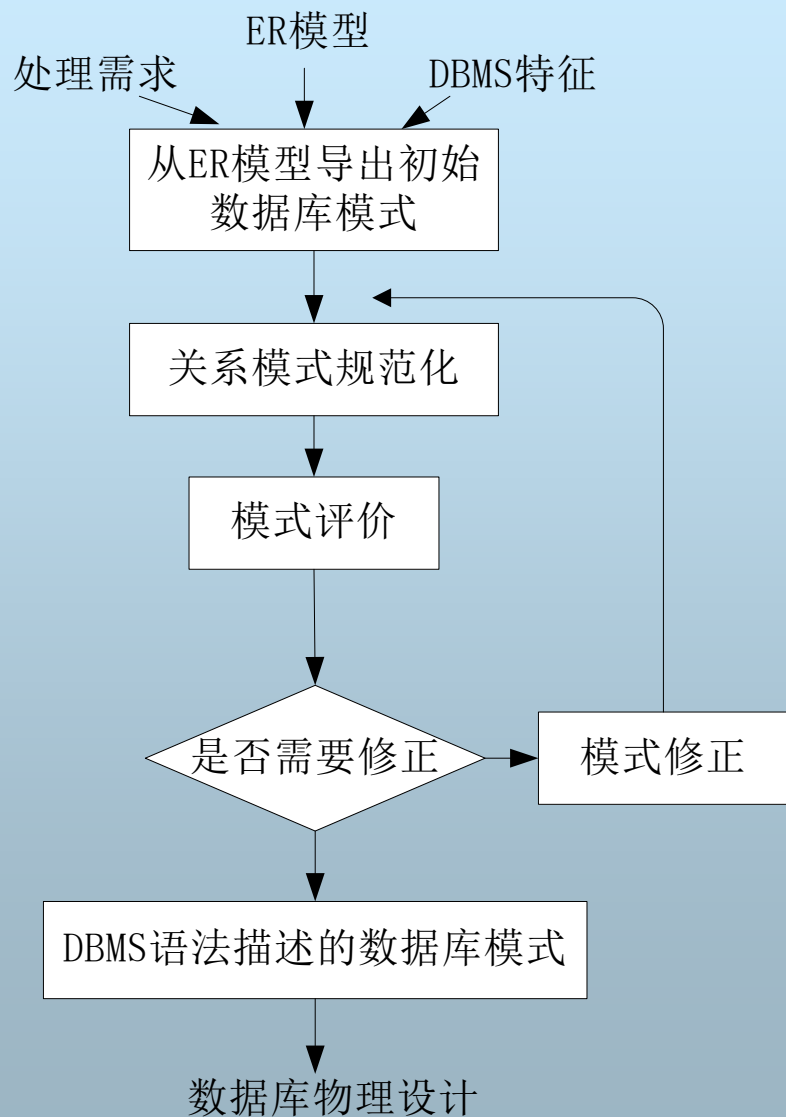 ER模型
处理需求
DBMS特征
从ER模型导出初始
数据库模式
关系模式规范化
模式评价
是否需要修正
模式修正
DBMS语法描述的数据库模式
数据库物理设计